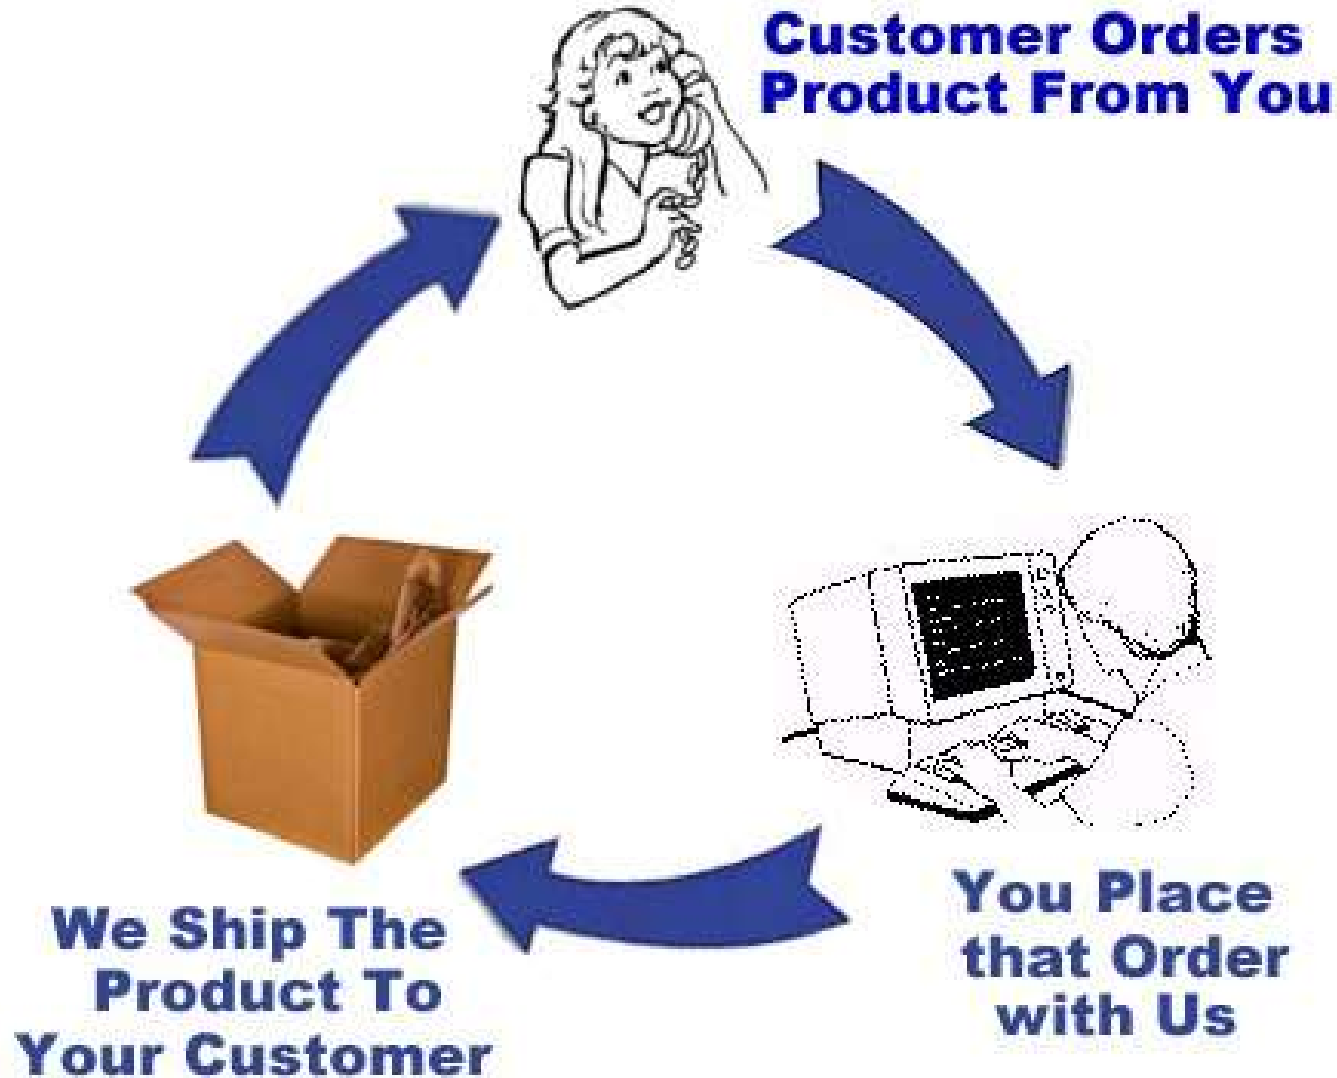 Customer Orders
Product From You
You Place
that Order
with Us
We Ship The
Product To
Your Customer